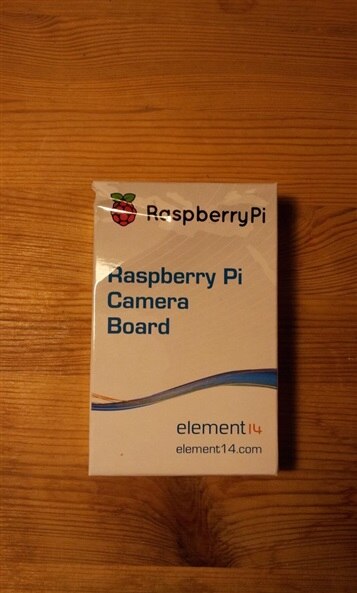 RaspberryPi
Raspberry Pi
Camera
Board
element14
element14.com